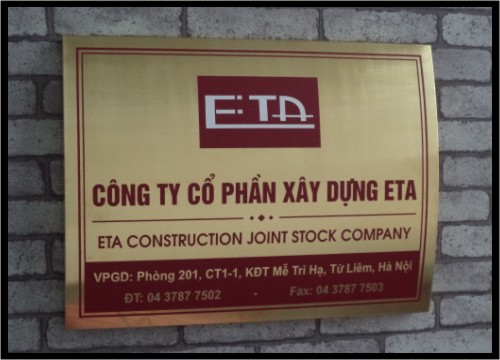 ETA
CÔNG TY CỔ PHẦN XÂY DỰNG ETA
ETA CONSTRUCTION JOINT STOCK COMPANY
VPGD: Phòng 201, CT1-1, KĐT Mễ Trì Hạ, Từ Liêm, Hà Nội
ĐT: 04 3787 7502 - Fax: 04 3787 7503